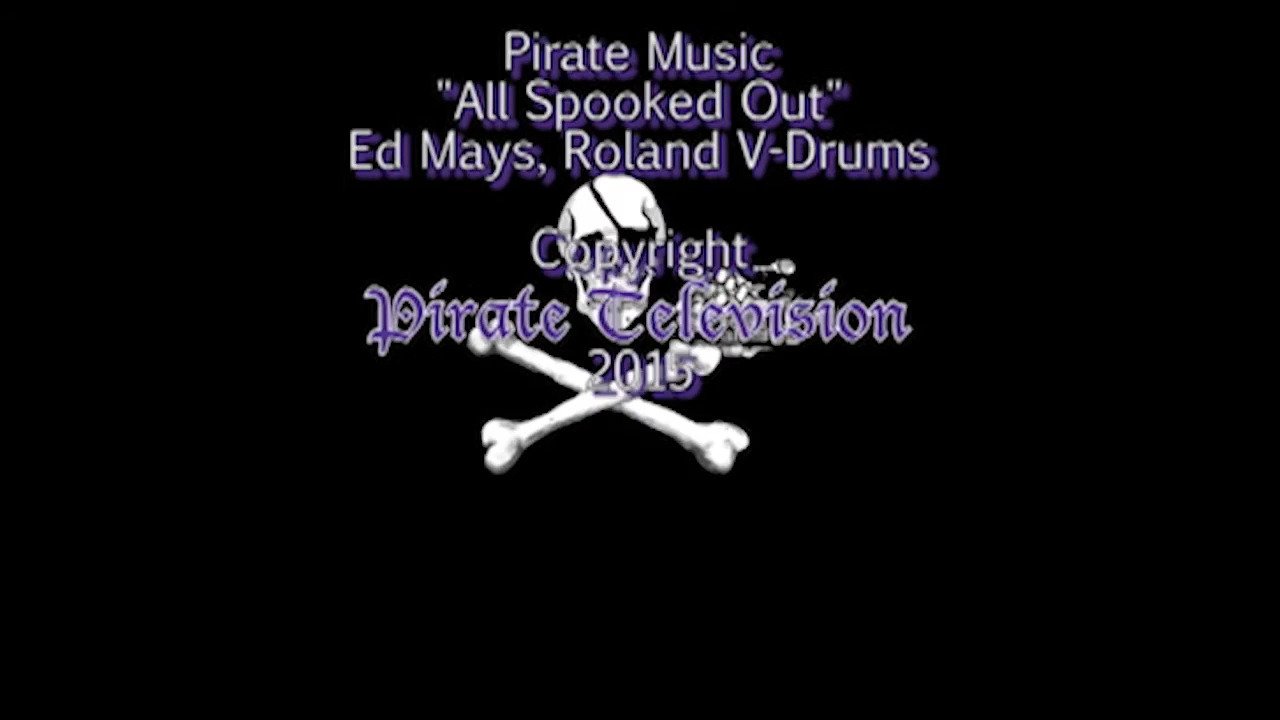 Pirate Music
"All Spooked Out"
Ed Mays, Roland V-Drums
Copyright
Pirate Television
2015